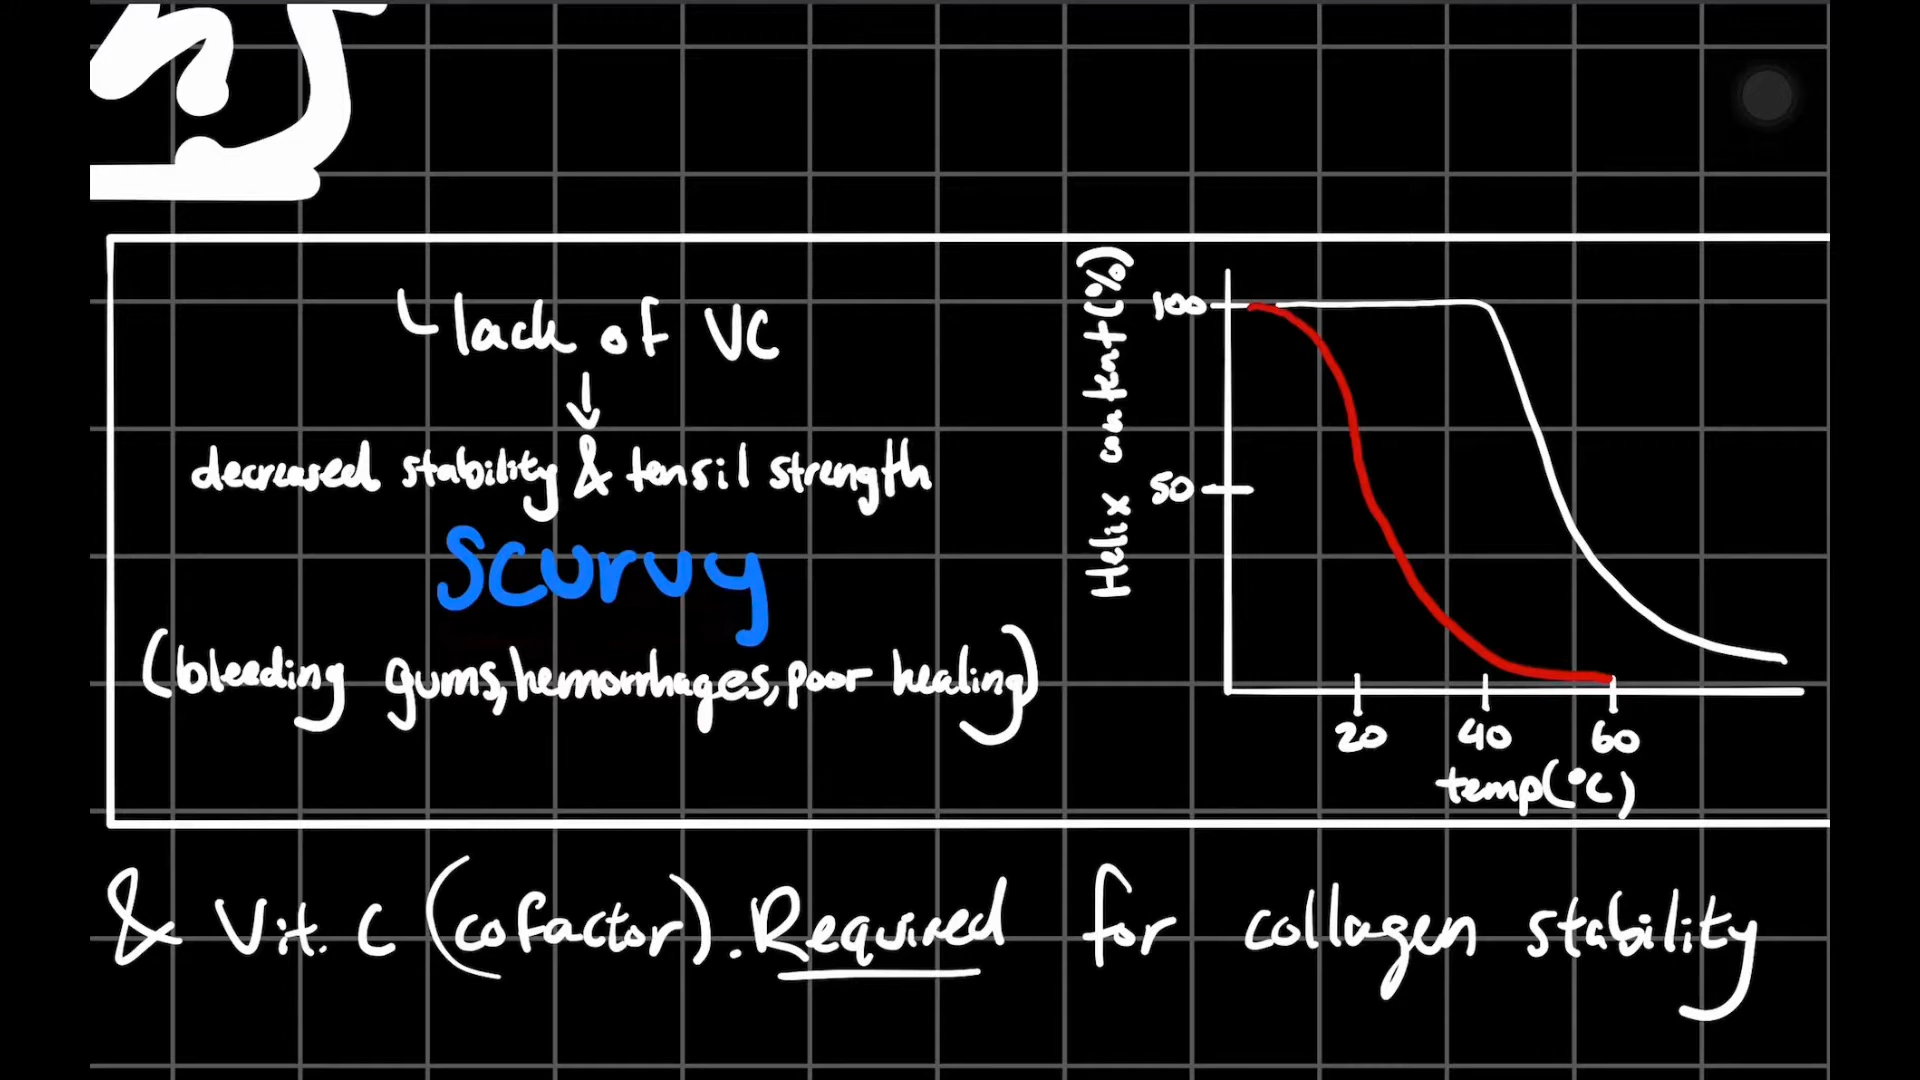 └ lack of VC
↓
decreased stability & tensil strength
Scurvy
(bleeding gums, hemorrhages, poor healing)
Helix content (%)
100
50
20 40 60
temp (°C)
& Vit. C (cofactor). Required for collagen stability